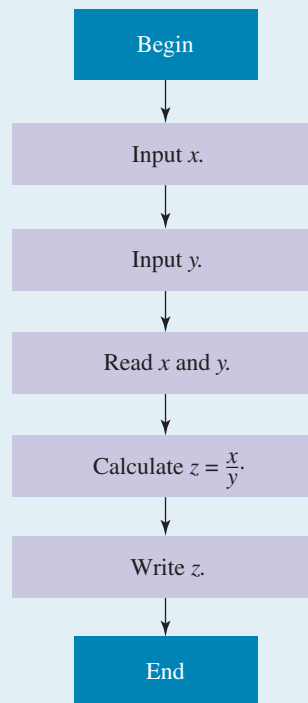 Begin
Input x.
Input y.
Read x and y.
Calculate z = x/y.
Write z.
End